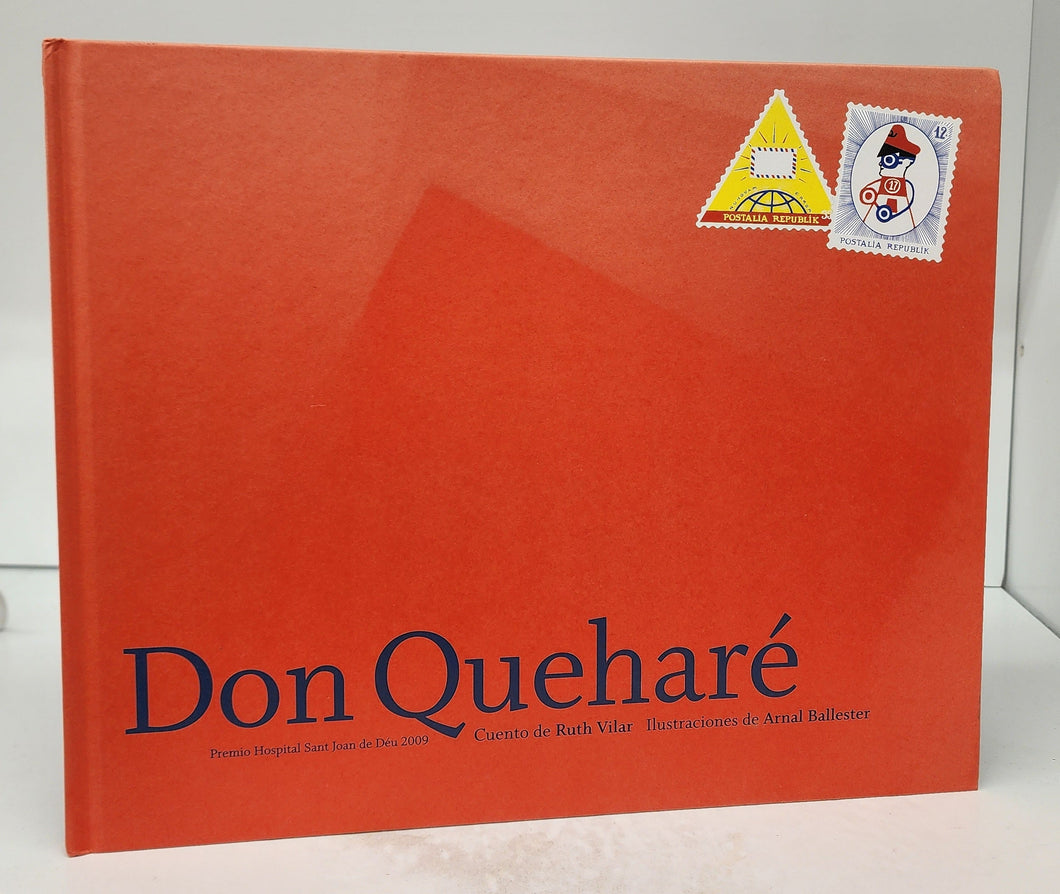 POSTALIA REPUBLIK
12
17
POSTALIA REPUBLIK
Don Queharé
Premio Hospital Sant Joan de Déu 2009
Cuento de Ruth Vilar Ilustraciones de Arnal Ballester